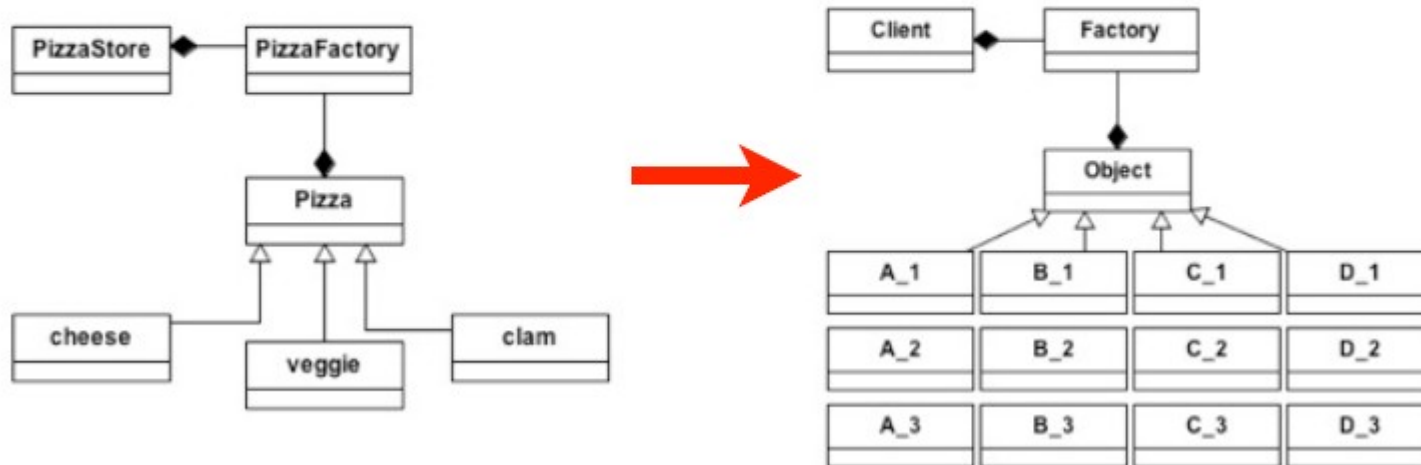 PizzaStore
PizzaFactory
Pizza
cheese
veggie
clam
Client
Factory
Object
A_1
B_1
C_1
D_1
A_2
B_2
C_2
D_2
A_3
B_3
C_3
D_3